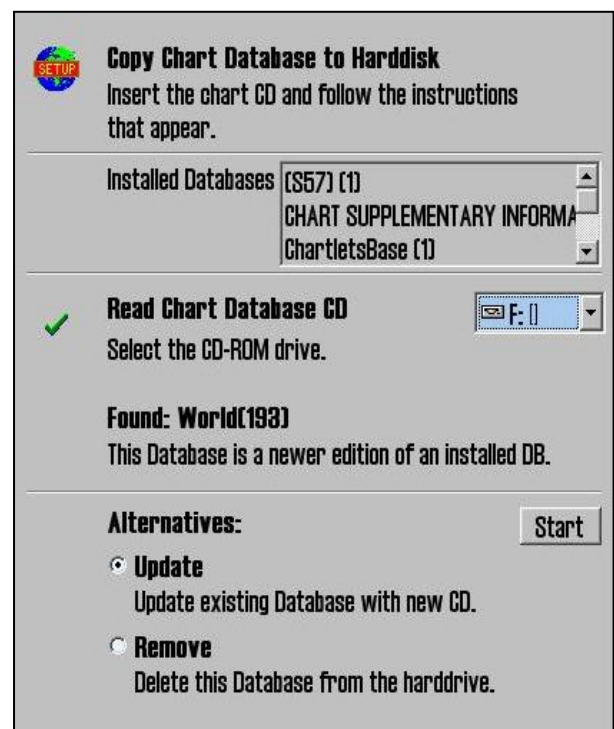 SETUP
Copy Chart Database to Harddisk
Insert the chart CD and follow the instructions
that appear.
Installed Databases
(S57) (1)
CHART SUPPLEMENTARY INFORMA
ChartletsBase (1)
Read Chart Database CD
F: []
Select the CD-ROM drive.
Found: World(193)
This Database is a newer edition of an installed DB.
Alternatives:
Start
Update
Update existing Database with new CD.
Remove
Delete this Database from the harddrive.